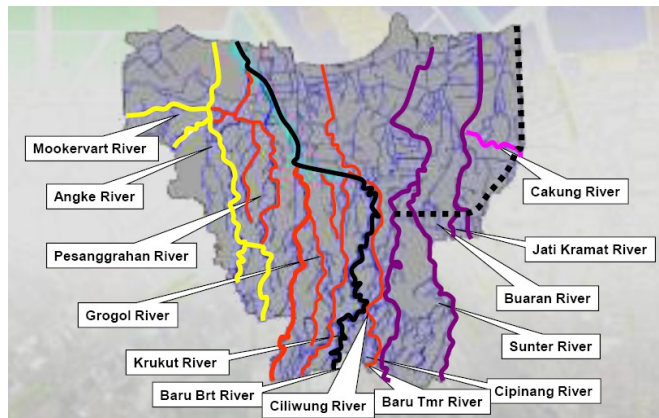 Mookervart River
Angke River
Pesanggrahan River
Grogol River
Krukut River
Baru Brt River
Ciliwung River
Baru Tmr River
Cipinang River
Sunter River
Buaran River
Jati Kramat River
Cakung River